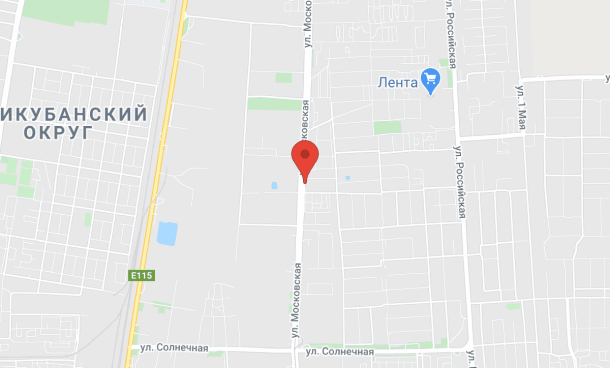 ул. Московская
ул. Российская
Лента
ул. 1 Мая
ИКУБАНСКИЙ
ОКРУГ
ковская
ул. Российская
E115
ул. Московская
ул. Солнечная
ул. Солнечная